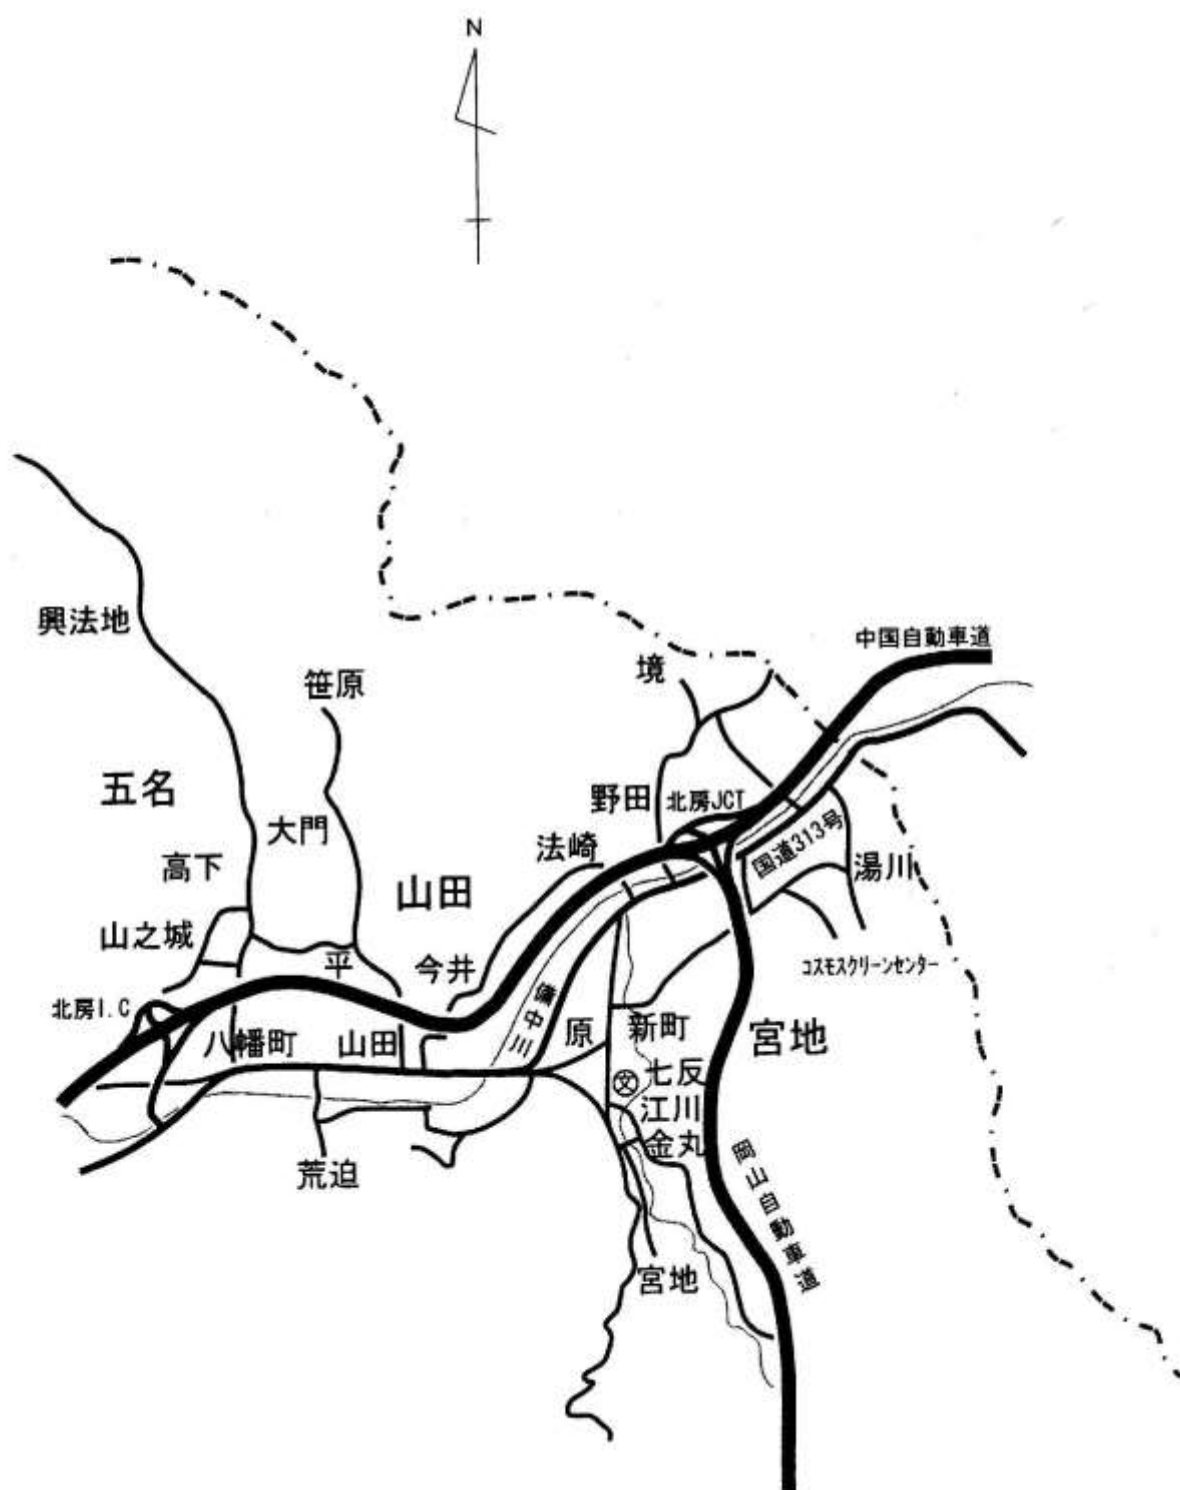 N
興法地
中国自動車道
境
笹原
五名
野田
北房JCT
大門
国道313号
法崎
高下
湯川
山田
山之城
平
今井
コスモスクリーンセンター
備中川
北房I.C
八幡町
山田
原
新町
宮地
文
七反
江川
金丸
荒迫
岡山自動車道
宮地